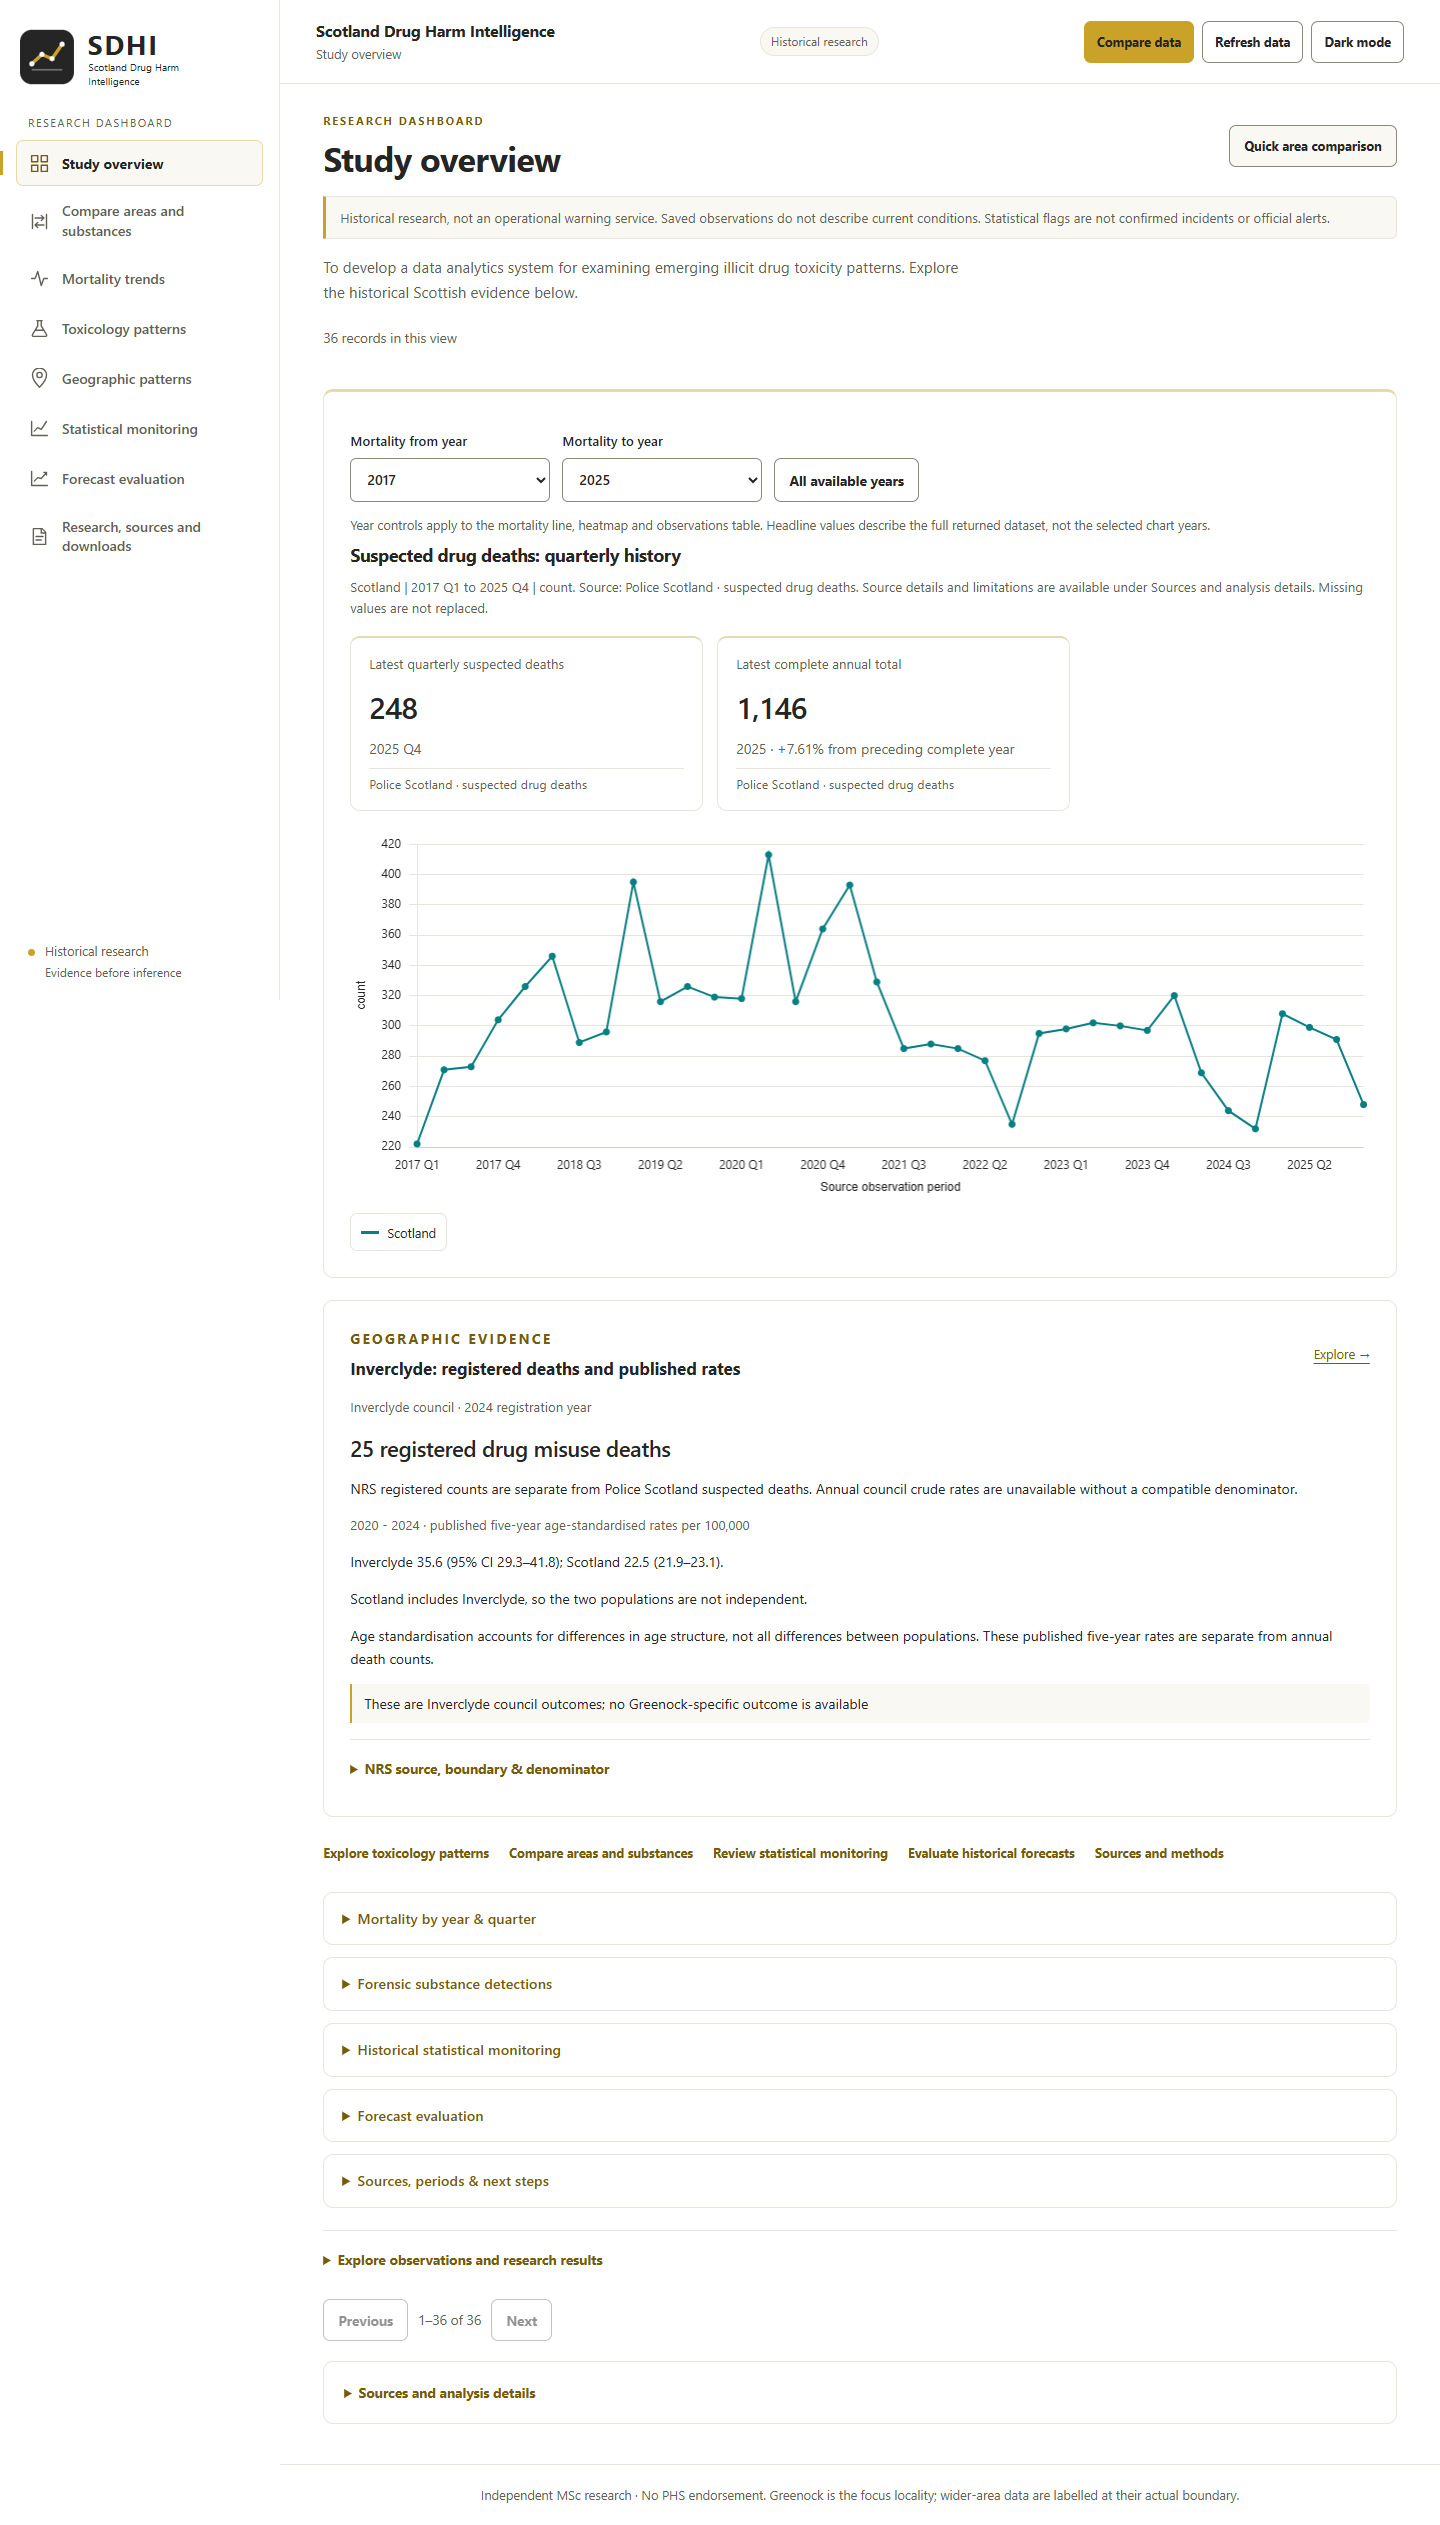 SDHI
Scotland Drug Harm
Intelligence
RESEARCH DASHBOARD
Study overview
Compare areas and
substances
Mortality trends
Toxicology patterns
Geographic patterns
Statistical monitoring
Forecast evaluation
Research, sources and
downloads
Historical research
Evidence before inference
Scotland Drug Harm Intelligence
Study overview
Historical research
Compare data
Refresh data
Dark mode
RESEARCH DASHBOARD
Study overview
Quick area comparison
Historical research, not an operational warning service. Saved observations do not describe current conditions. Statistical flags are not confirmed incidents or official alerts.
To develop a data analytics system for examining emerging illicit drug toxicity patterns. Explore
the historical Scottish evidence below.
36 records in this view
Mortality from year
Mortality to year
2017
2025
All available years
Year controls apply to the mortality line, heatmap and observations table. Headline values describe the full returned dataset, not the selected chart years.
Suspected drug deaths: quarterly history
Scotland | 2017 Q1 to 2025 Q4 | count. Source: Police Scotland · suspected drug deaths. Source details and limitations are available under Sources and analysis details. Missing
values are not replaced.
Latest quarterly suspected deaths
248
2025 Q4
Police Scotland · suspected drug deaths
Latest complete annual total
1,146
2025 · +7.61% from preceding complete year
Police Scotland · suspected drug deaths
420
400
380
360
340
320
300
280
260
240
220
count
2017 Q1
2017 Q4
2018 Q3
2019 Q2
2020 Q1
2020 Q4
2021 Q3
2022 Q2
2023 Q1
2023 Q4
2024 Q3
2025 Q2
Source observation period
Scotland
GEOGRAPHIC EVIDENCE
Inverclyde: registered deaths and published rates
Explore →
Inverclyde council · 2024 registration year
25 registered drug misuse deaths
NRS registered counts are separate from Police Scotland suspected deaths. Annual council crude rates are unavailable without a compatible denominator.
2020 - 2024 · published five-year age-standardised rates per 100,000
Inverclyde 35.6 (95% CI 29.3–41.8); Scotland 22.5 (21.9–23.1).
Scotland includes Inverclyde, so the two populations are not independent.
Age standardisation accounts for differences in age structure, not all differences between populations. These published five-year rates are separate from annual
death counts.
These are Inverclyde council outcomes; no Greenock-specific outcome is available
NRS source, boundary & denominator
Explore toxicology patterns
Compare areas and substances
Review statistical monitoring
Evaluate historical forecasts
Sources and methods
Mortality by year & quarter
Forensic substance detections
Historical statistical monitoring
Forecast evaluation
Sources, periods & next steps
Explore observations and research results
Previous
1–36 of 36
Next
Sources and analysis details
Independent MSc research · No PHS endorsement. Greenock is the focus locality; wider-area data are labelled at their actual boundary.